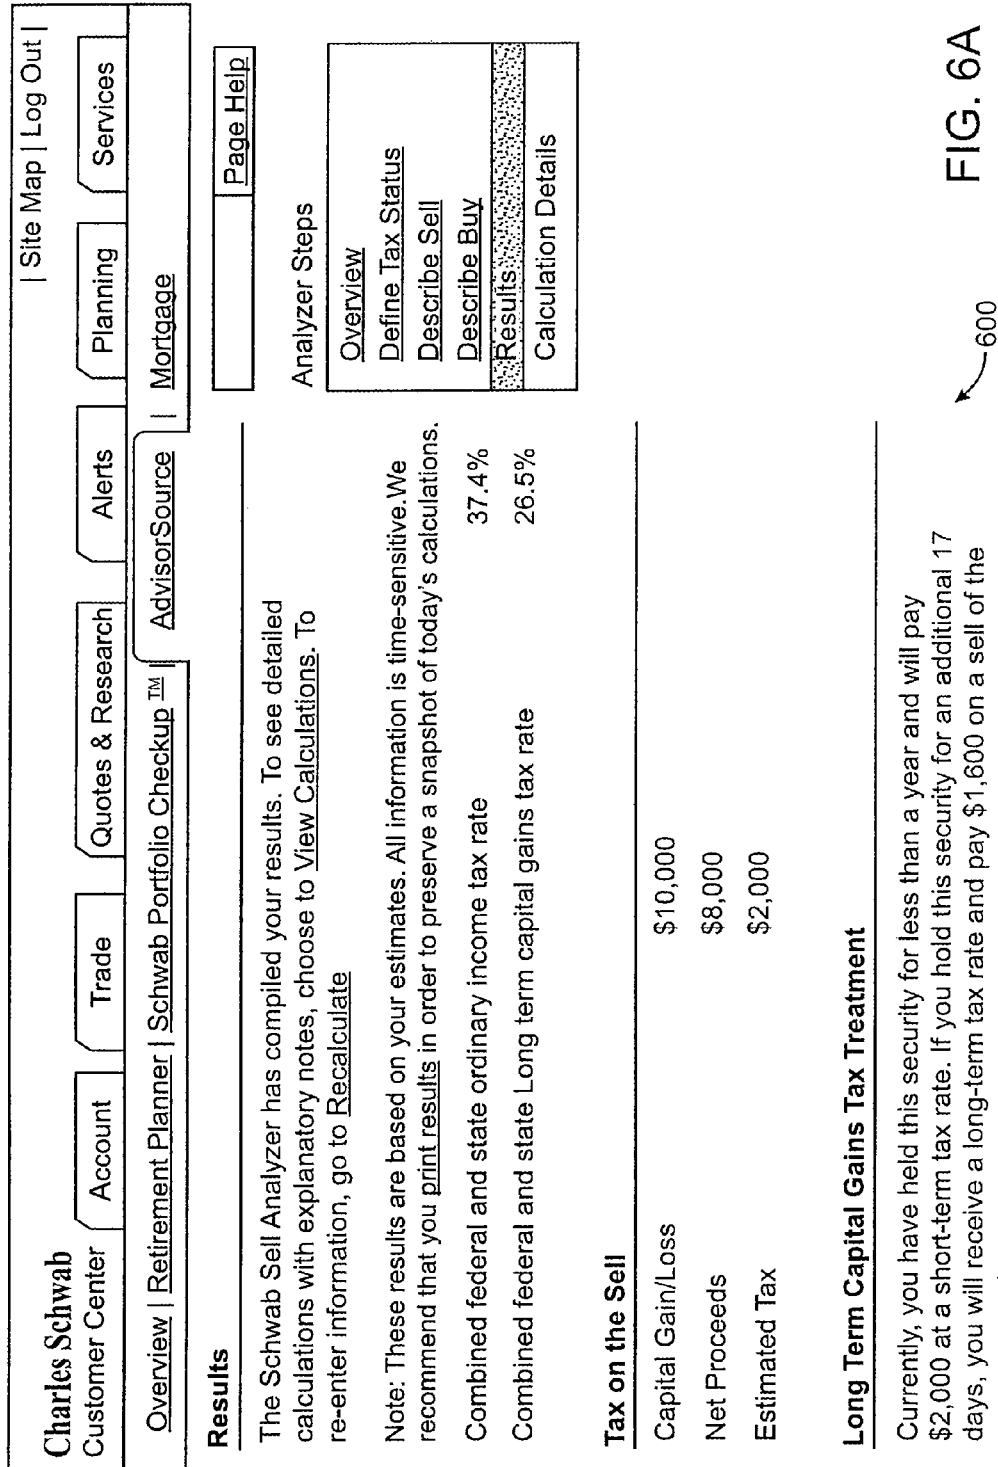 | Site Map | Log Out |
Charles Schwab
Customer Center
Account
Trade
Quotes & Research
Alerts
Planning
Services
Overview | Retirement Planner | Schwab Portfolio Checkup ™ | AdvisorSource | Mortgage
Results
Page Help
The Schwab Sell Analyzer has compiled your results. To see detailed
calculations with explanatory notes, choose to View Calculations. To
re-enter information, go to Recalculate
Note: These results are based on your estimates. All information is time-sensitive.We
recommend that you print results in order to preserve a snapshot of today's calculations.
Combined federal and state ordinary income tax rate 37.4%
Combined federal and state Long term capital gains tax rate 26.5%
Analyzer Steps
Overview
Define Tax Status
Describe Sell
Describe Buy
Results
Calculation Details
Tax on the Sell
Capital Gain/Loss $10,000
Net Proceeds $8,000
Estimated Tax $2,000
Long Term Capital Gains Tax Treatment
Currently, you have held this security for less than a year and will pay
$2,000 at a short-term tax rate. If you hold this security for an additional 17
days, you will receive a long-term tax rate and pay $1,600 on a sell of the
600
FIG. 6A